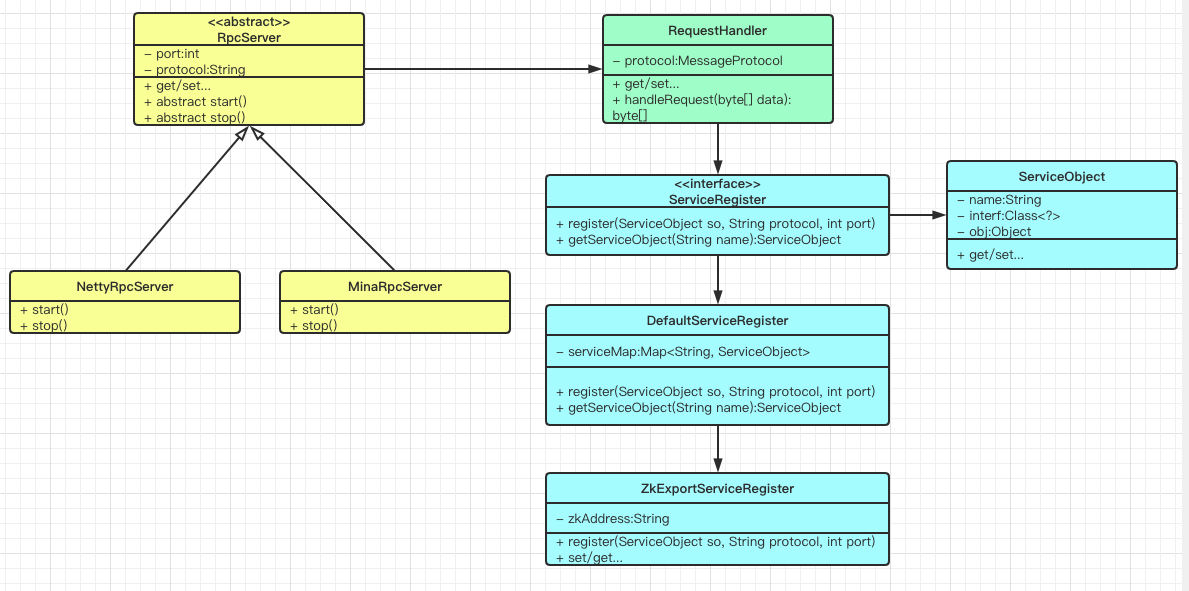 <<abstract>>
RpcServer
– port:int
– protocol:String
+ get/set...
+ abstract start()
+ abstract stop()
RequestHandler
– protocol:MessageProtocol
+ get/set...
+ handleRequest(byte[] data):
byte[]
<<interface>>
ServiceRegister
+ register(ServiceObject so, String protocol, int port)
+ getServiceObject(String name):ServiceObject
ServiceObject
– name:String
– interf:Class<?>
– obj:Object
+ get/set...
NettyRpcServer
+ start()
+ stop()
MinaRpcServer
+ start()
+ stop()
DefaultServiceRegister
– serviceMap:Map<String, ServiceObject>
+ register(ServiceObject so, String protocol, int port)
+ getServiceObject(String name):ServiceObject
ZkExportServiceRegister
– zkAddress:String
+ register(ServiceObject so, String protocol, int port)
+ set/get...